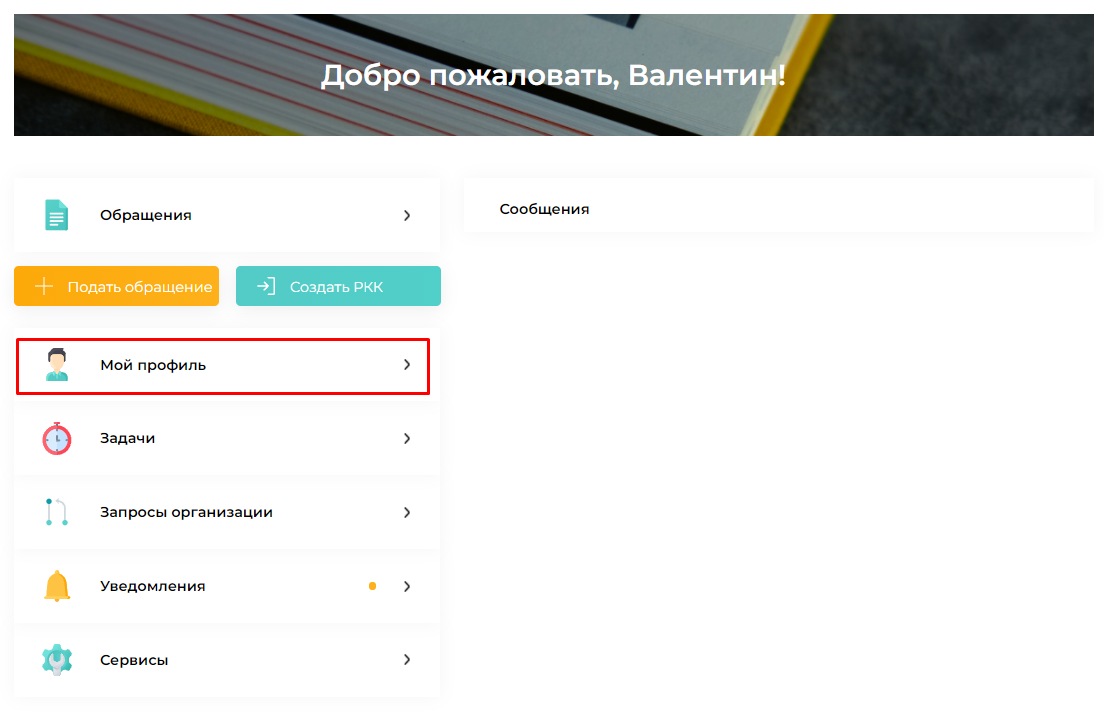 Добро пожаловать, Валентин!
Обращения
Сообщения
Подать обращение
Создать РКК
Мой профиль
Задачи
Запросы организации
Уведомления
Сервисы